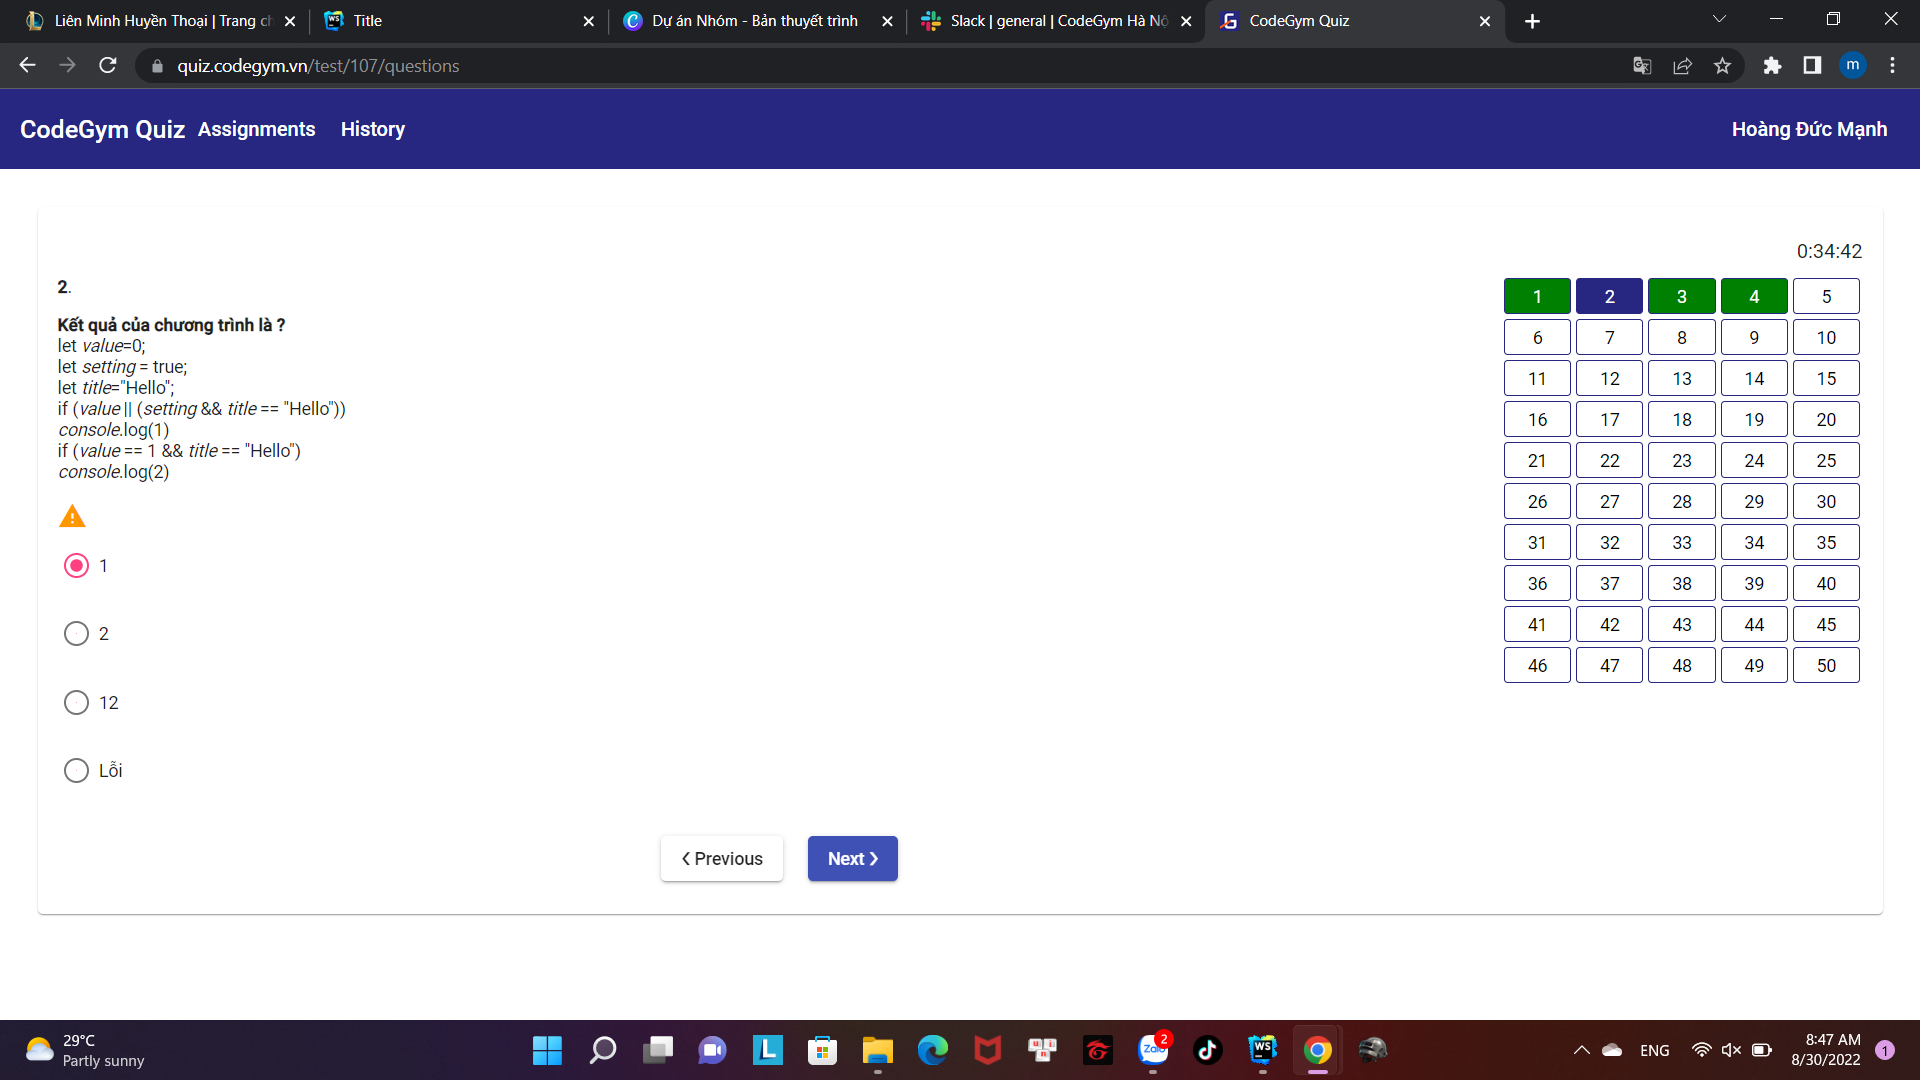 Liên Minh Huyền Thoại | Trang ch
Title
Dự án Nhóm - Bản thuyết trình
Slack | general | CodeGym Hà Nộ
CodeGym Quiz
quiz.codegym.vn/test/107/questions
m
CodeGym Quiz Assignments History Hoàng Đức Mạnh
0:34:42
2.
Kết quả của chương trình là ?
let value=0;
let setting = true;
let title="Hello";
if (value || (setting && title == "Hello"))
console.log(1)
if (value == 1 && title == "Hello")
console.log(2)
1
2
12
Lỗi
Previous
Next
1 2 3 4 5
6 7 8 9 10
11 12 13 14 15
16 17 18 19 20
21 22 23 24 25
26 27 28 29 30
31 32 33 34 35
36 37 38 39 40
41 42 43 44 45
46 47 48 49 50
29°C
Partly sunny
L
Zalo
2
WS
ENG
8:47 AM
8/30/2022
1